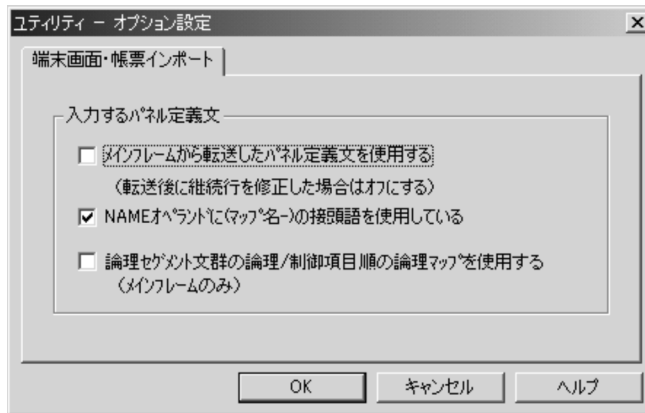 ユティリティ － オプション設定
端末画面・帳票インポート
入力するﾊﾟﾈﾙ定義文
ﾒｲﾝﾌﾚｰﾑから転送したﾊﾟﾈﾙ定義文を使用する
（転送後に継続行を修正した場合はｵﾌにする）
NAMEｵﾍﾟﾗﾝﾄﾞに(ﾏｯﾌﾟ名-)の接頭語を使用している
論理ｾｸﾞﾒﾝﾄ文群の論理/制御項目順の論理ﾏｯﾌﾟを使用する
（ﾒｲﾝﾌﾚｰﾑのみ）
OK
キャンセル
ヘルプ